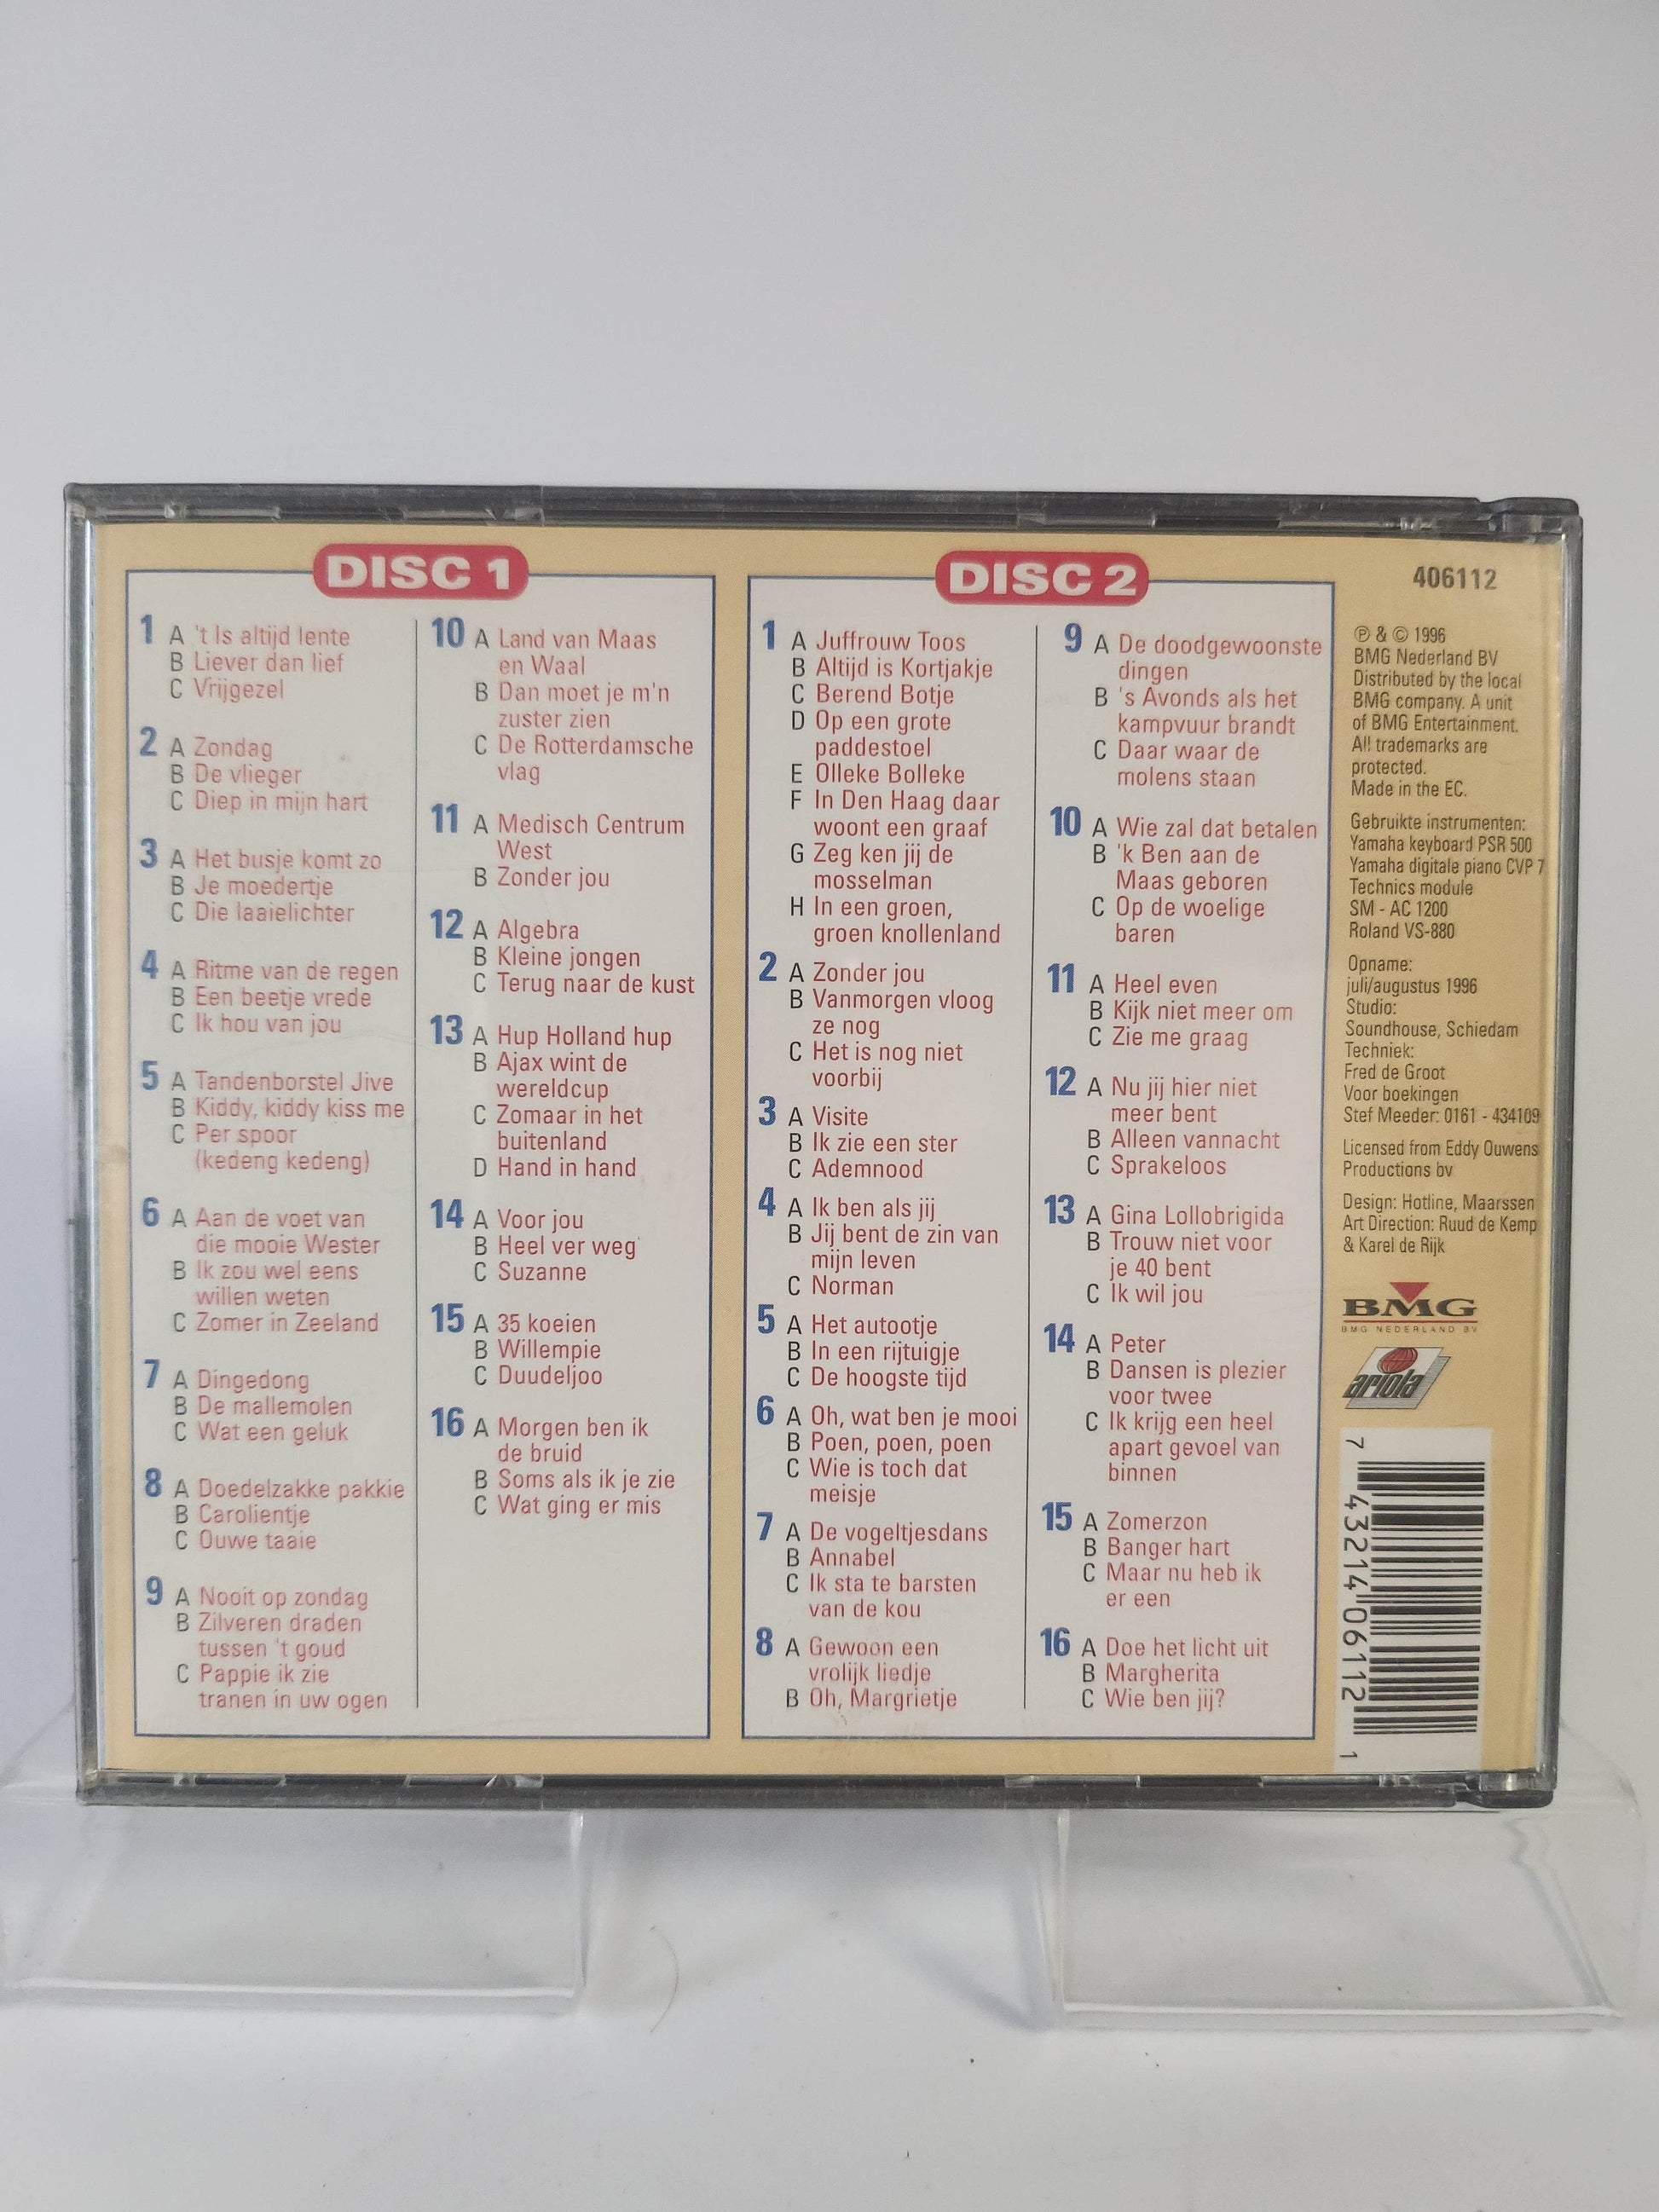 DISC 1
1 A 't Is altijd lente
B Liever dan lief
C Vrijgezel
2 A Zondag
B De vlieger
C Diep in mijn hart
3 A Het busje komt zo
B Je moedertje
C Die laaielichter
4 A Ritme van de regen
B Een beetje vrede
C Ik hou van jou
5 A Tandenborstel Jive
B Kiddy, kiddy kiss me
C Per spoor
(kedeng kedeng)
6 A Aan de voet van
die mooie Wester
B Ik zou wel eens
willen weten
C Zomer in Zeeland
7 A Dingedong
B De mallemolen
C Wat een geluk
8 A Doedelzakke pakkie
B Carolientje
C Ouwe taaie
9 A Nooit op zondag
B Zilveren draden
tussen 't goud
C Pappie ik zie
tranen in uw ogen
10 A Land van Maas
en Waal
B Dan moet je m'n
zuster zien
C De Rotterdamsche
vlag
11 A Medisch Centrum
West
B Zonder jou
12 A Algebra
B Kleine jongen
C Terug naar de kust
13 A Hup Holland hup
B Ajax wint de
wereldcup
C Zomaar in het
buitenland
D Hand in hand
14 A Voor jou
B Heel ver weg
C Suzanne
15 A 35 koeien
B Willempie
C Duudeljoo
16 A Morgen ben ik
de bruid
B Soms als ik je zie
C Wat ging er mis
DISC 2
1 A Juffrouw Toos
B Altijd is Kortjakje
C Berend Botje
D Op een grote
paddestoel
E Olleke Bolleke
F In Den Haag daar
woont een graaf
G Zeg ken jij de
mosselman
H In een groen,
groen knollenland
2 A Zonder jou
B Vanmorgen vloog
ze nog
C Het is nog niet
voorbij
3 A Visite
B Ik zie een ster
C Ademnood
4 A Ik ben als jij
B Jij bent de zin van
mijn leven
C Norman
5 A Het autootje
B In een rijtuigje
C De hoogste tijd
6 A Oh, wat ben je mooi
B Poen, poen, poen
C Wie is toch dat
meisje
7 A De vogeltjesdans
B Annabel
C Ik sta te barsten
van de kou
8 A Gewoon een
vrolijk liedje
B Oh, Margrietje
9 A De doodgewoonste
dingen
B 's Avonds als het
kampvuur brandt
C Daar waar de
molens staan
10 A Wie zal dat betalen
B 'k Ben aan de
Maas geboren
C Op de woelige
baren
11 A Heel even
B Kijk niet meer om
C Zie me graag
12 A Nu jij hier niet
meer bent
B Alleen vannacht
C Sprakeloos
13 A Gina Lollobrigida
B Trouw niet voor
je 40 bent
C Ik wil jou
14 A Peter
B Dansen is plezier
voor twee
C Ik krijg een heel
apart gevoel van
binnen
15 A Zomerzon
B Banger hart
C Maar nu heb ik
er een
16 A Doe het licht uit
B Margherita
C Wie ben jij?
406112
℗ & © 1996
BMG Nederland BV
Distributed by the local
BMG company. A unit
of BMG Entertainment.
All trademarks are
protected.
Made in the EC.
Gebruikte instrumenten:
Yamaha keyboard PSR 500
Yamaha digitale piano CVP 7
Technics module
SM - AC 1200
Roland VS-880
Opname:
juli/augustus 1996
Studio:
Soundhouse, Schiedam
Techniek:
Fred de Groot
Voor boekingen
Stef Meeder: 0161 - 434109
Licensed from Eddy Ouwens
Productions bv
Design: Hotline, Maarssen
Art Direction: Ruud de Kemp
& Karel de Rijk
BMG
BMG NEDERLAND BV
ariola
7 43214 06112 1